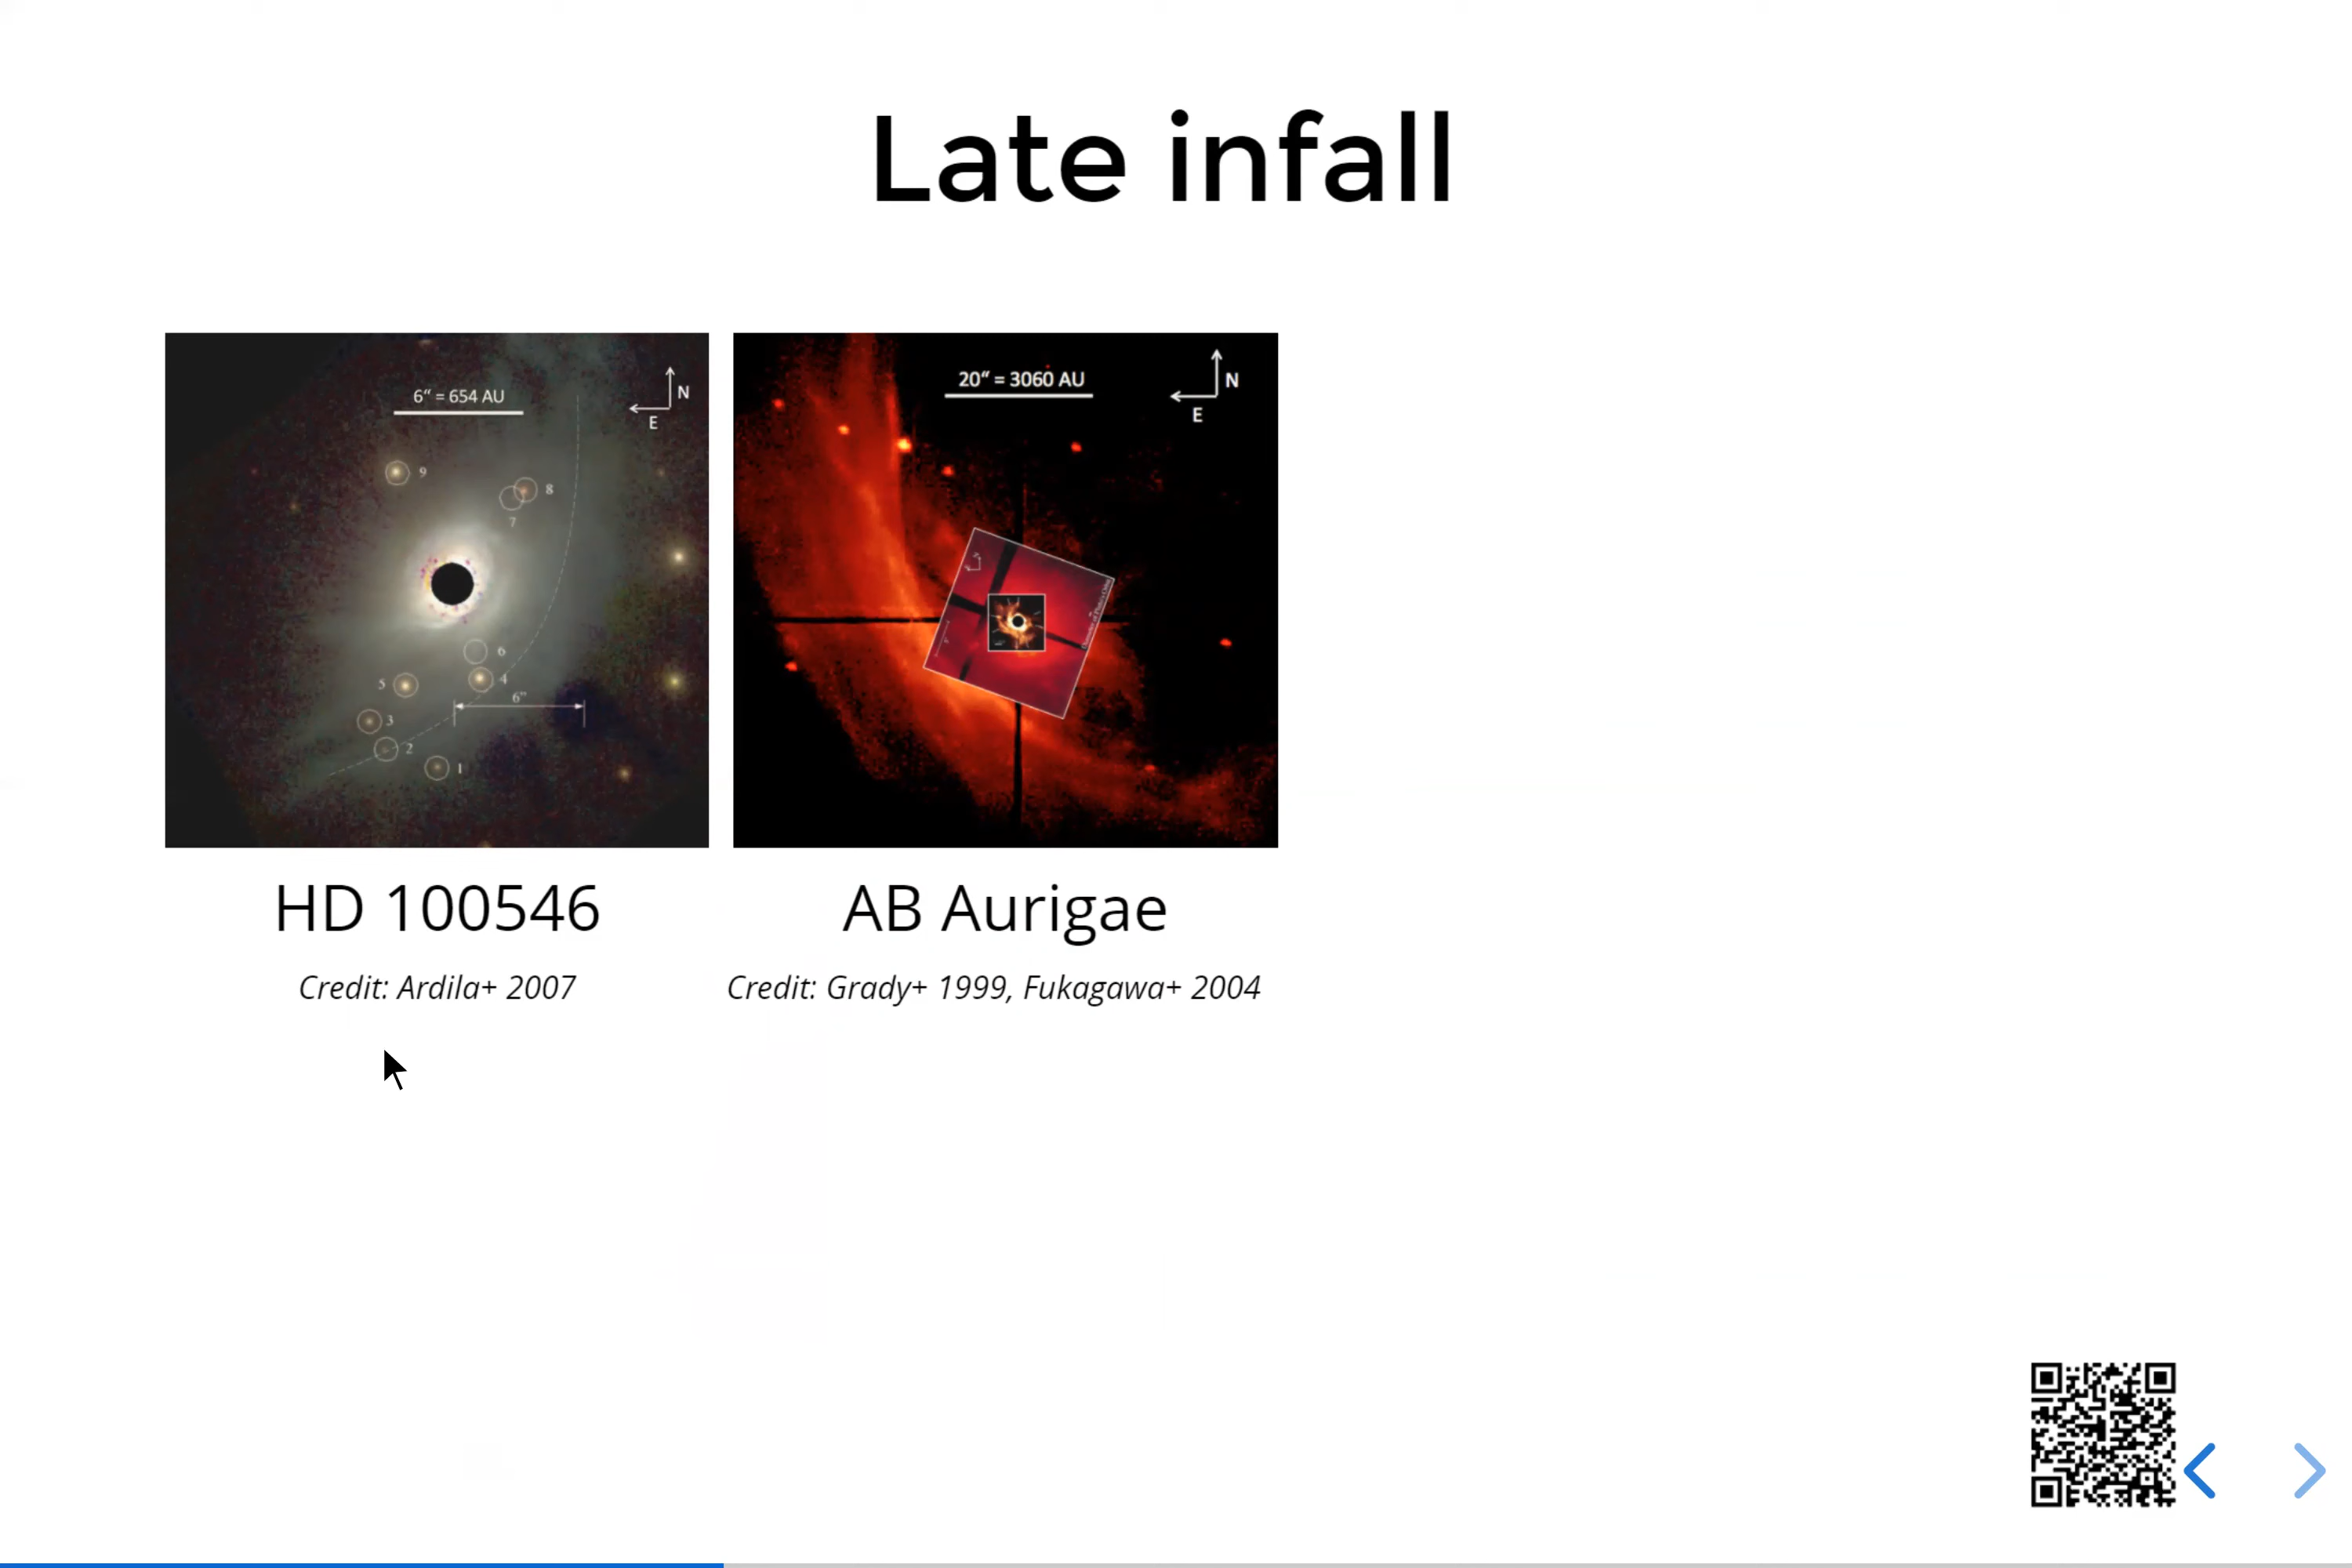 Late infall
6“ = 654 AU
N
E
9
8
7
6
5
4
6"
3
2
1
20“ = 3060 AU
N
E
HD 100546
AB Aurigae
Credit: Ardila+ 2007
Credit: Grady+ 1999, Fukagawa+ 2004